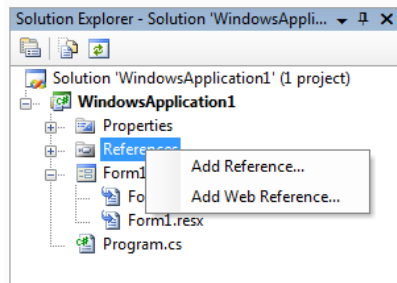 Solution Explorer - Solution 'WindowsAppli...
Solution 'WindowsApplication1' (1 project)
WindowsApplication1
Properties
References
Add Reference...
Form1
Add Web Reference...
Fo
Form1.resx
Program.cs